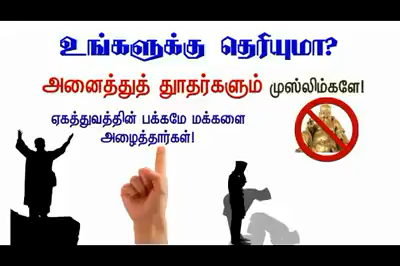 உங்களுக்கு தெரியுமா?
அனைத்துத் தூதர்களும் முஸ்லிம்களே!
ஏகத்துவத்தின் பக்கமே மக்களை
அழைத்தார்கள்!